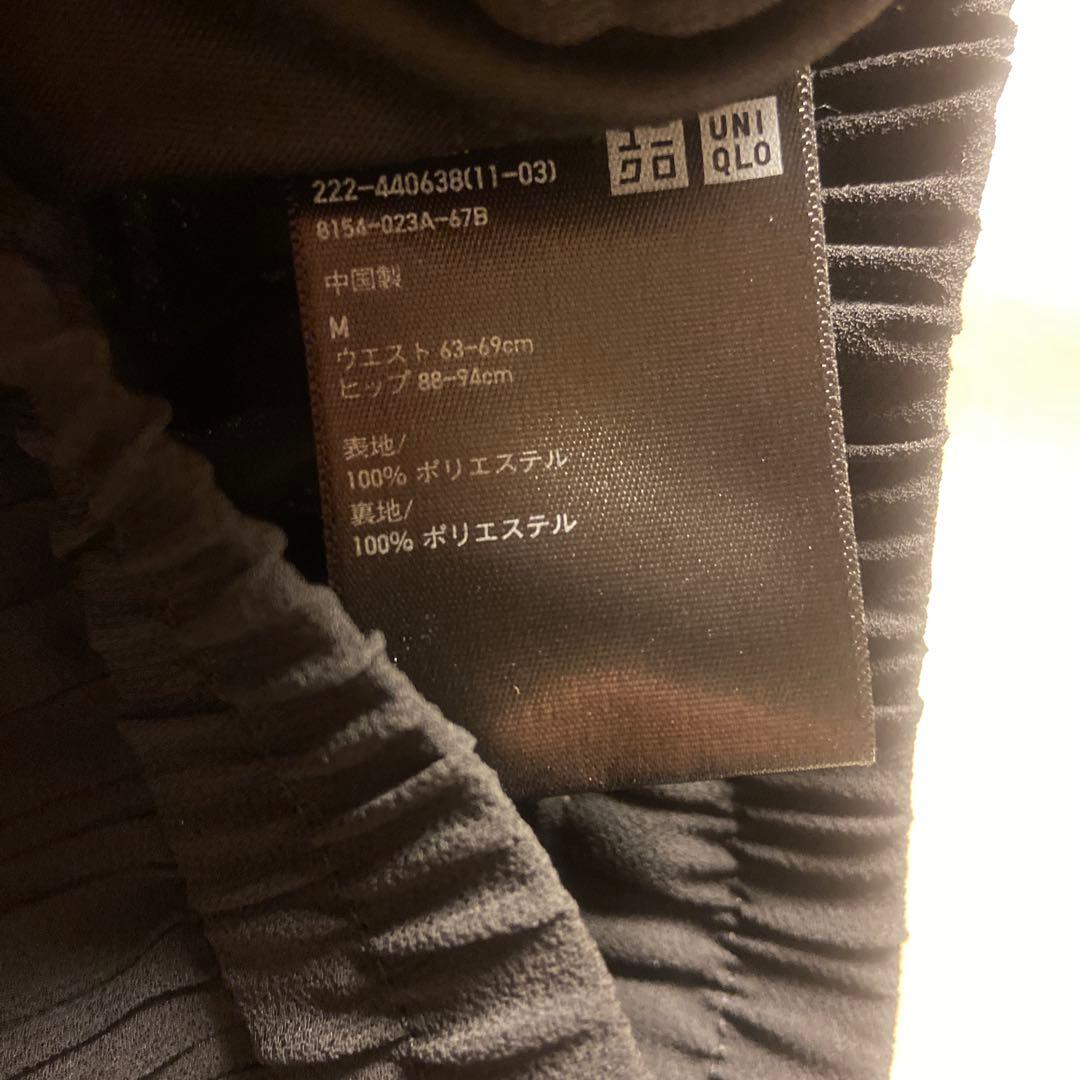 ユニ
クロ
UNI
QLO
222-440638(11-03)
8154-023A-67B
中国製
M
ウエスト 63-69cm
ヒップ 88-94cm
表地/
100% ポリエステル
裏地/
100% ポリエステル